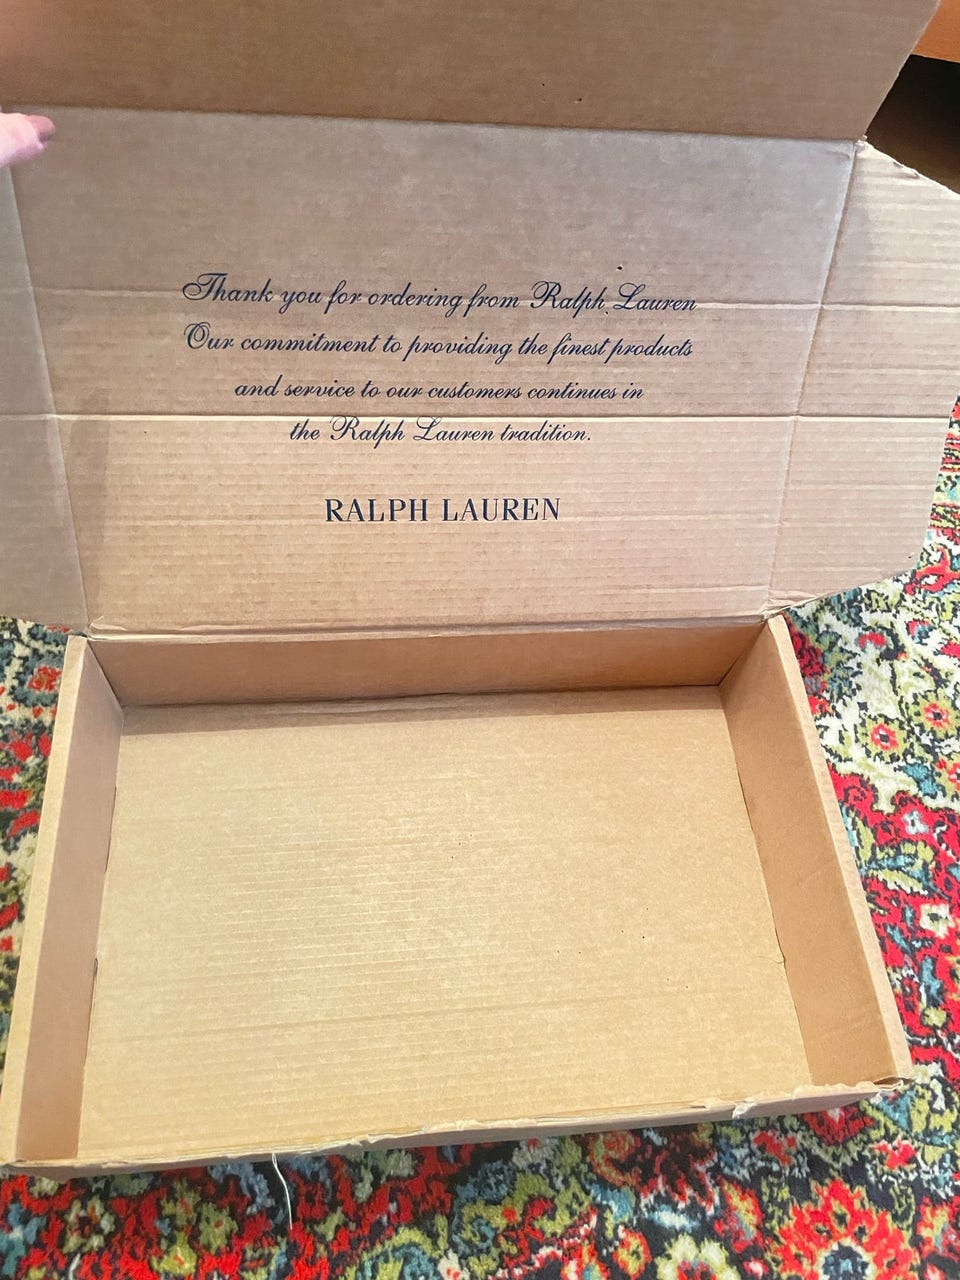 Thank you for ordering from Ralph Lauren
Our commitment to providing the finest products
and service to our customers continues in
the Ralph Lauren tradition.
RALPH LAUREN